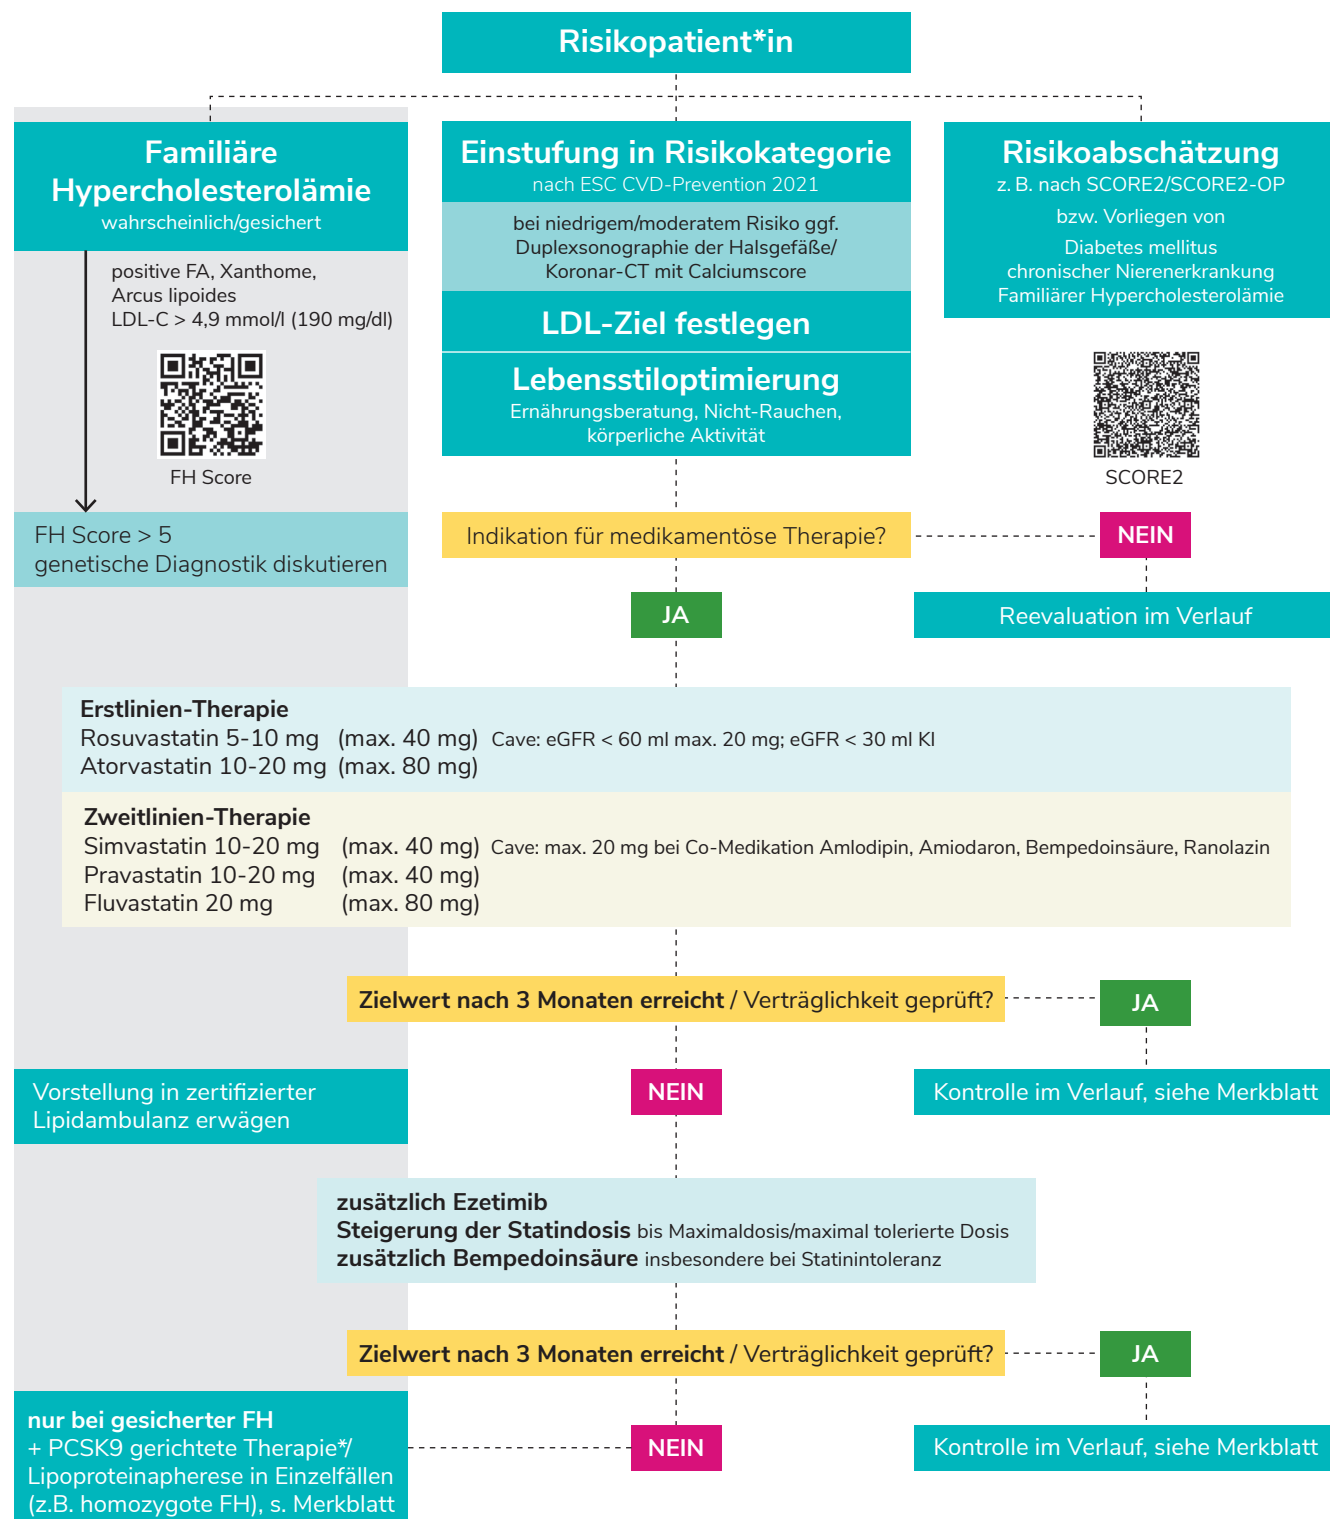 Risikopatient*in
Familiäre
Hypercholesterolämie
wahrscheinlich/gesichert
positive FA, Xanthome,
Arcus lipoides
LDL-C > 4,9 mmol/l (190 mg/dl)
FH Score
FH Score > 5
genetische Diagnostik diskutieren
Einstufung in Risikokategorie
nach ESC CVD-Prevention 2021
bei niedrigem/moderatem Risiko ggf.
Duplexsonographie der Halsgefäße/
Koronar-CT mit Calciumscore
LDL-Ziel festlegen
Lebensstiloptimierung
Ernährungsberatung, Nicht-Rauchen,
körperliche Aktivität
Risikoabschätzung
z. B. nach SCORE2/SCORE2-OP
bzw. Vorliegen von
Diabetes mellitus
chronischer Nierenerkrankung
Familiärer Hypercholesterolämie
SCORE2
Indikation für medikamentöse Therapie?
NEIN
JA
Reevaluation im Verlauf
Erstlinien-Therapie
Rosuvastatin 5-10 mg (max. 40 mg) Cave: eGFR < 60 ml max. 20 mg; eGFR < 30 ml KI
Atorvastatin 10-20 mg (max. 80 mg)
Zweitlinien-Therapie
Simvastatin 10-20 mg (max. 40 mg) Cave: max. 20 mg bei Co-Medikation Amlodipin, Amiodaron, Bempedoinsäure, Ranolazin
Pravastatin 10-20 mg (max. 40 mg)
Fluvastatin 20 mg (max. 80 mg)
Zielwert nach 3 Monaten erreicht / Verträglichkeit geprüft?
JA
Vorstellung in zertifizierter
Lipidambulanz erwägen
NEIN
Kontrolle im Verlauf, siehe Merkblatt
zusätzlich Ezetimib
Steigerung der Statindosis bis Maximaldosis/maximal tolerierte Dosis
zusätzlich Bempedoinsäure insbesondere bei Statinintoleranz
Zielwert nach 3 Monaten erreicht / Verträglichkeit geprüft?
JA
nur bei gesicherter FH
+ PCSK9 gerichtete Therapie*/
Lipoproteinapherese in Einzelfällen
(z.B. homozygote FH), s. Merkblatt
NEIN
Kontrolle im Verlauf, siehe Merkblatt